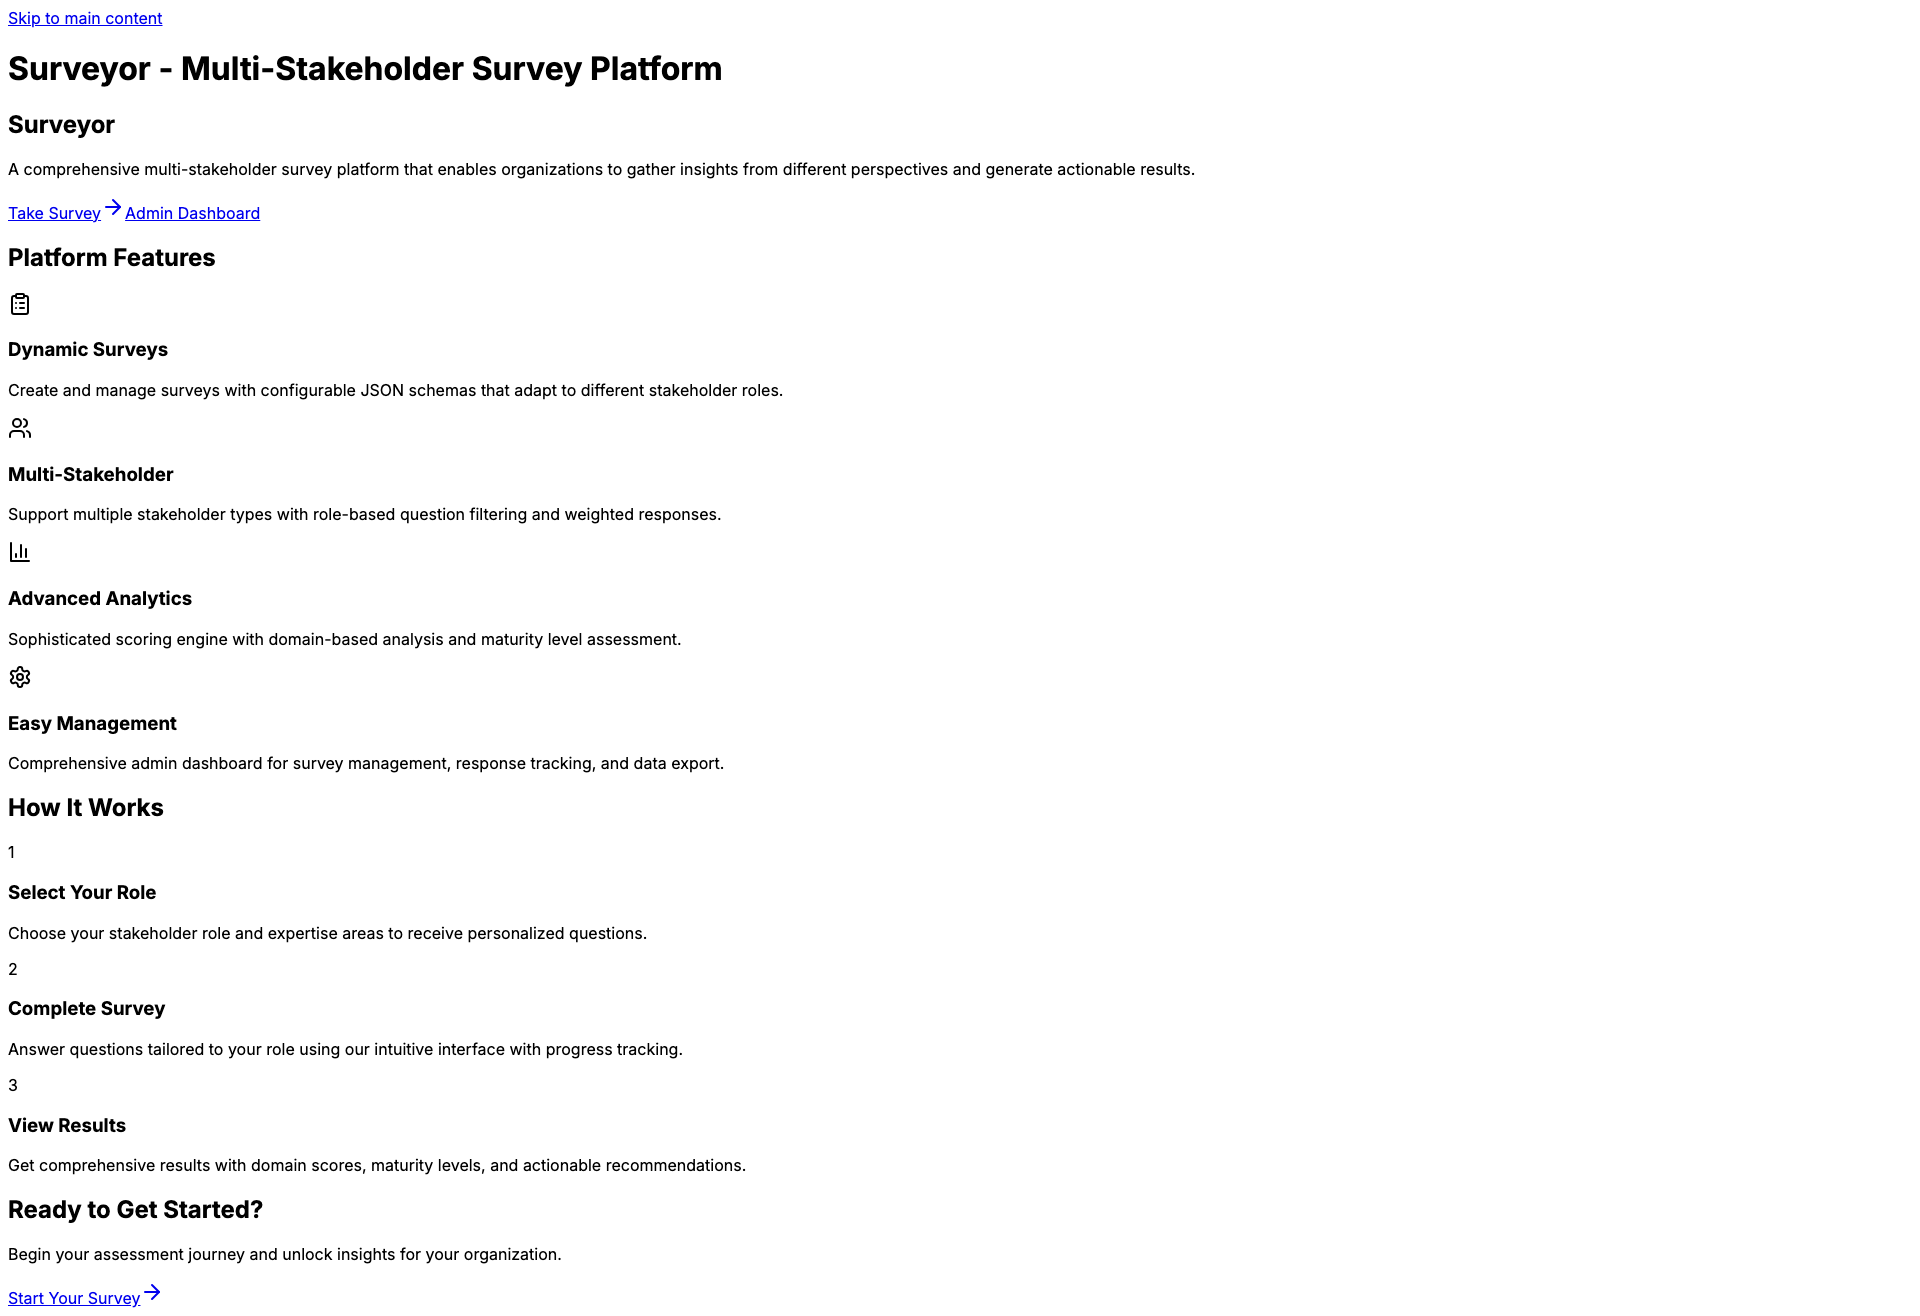 Skip to main content
Surveyor - Multi-Stakeholder Survey Platform
Surveyor
A comprehensive multi-stakeholder survey platform that enables organizations to gather insights from different perspectives and generate actionable results.
Take Survey Admin Dashboard
Platform Features
Dynamic Surveys
Create and manage surveys with configurable JSON schemas that adapt to different stakeholder roles.
Multi-Stakeholder
Support multiple stakeholder types with role-based question filtering and weighted responses.
Advanced Analytics
Sophisticated scoring engine with domain-based analysis and maturity level assessment.
Easy Management
Comprehensive admin dashboard for survey management, response tracking, and data export.
How It Works
1
Select Your Role
Choose your stakeholder role and expertise areas to receive personalized questions.
2
Complete Survey
Answer questions tailored to your role using our intuitive interface with progress tracking.
3
View Results
Get comprehensive results with domain scores, maturity levels, and actionable recommendations.
Ready to Get Started?
Begin your assessment journey and unlock insights for your organization.
Start Your Survey